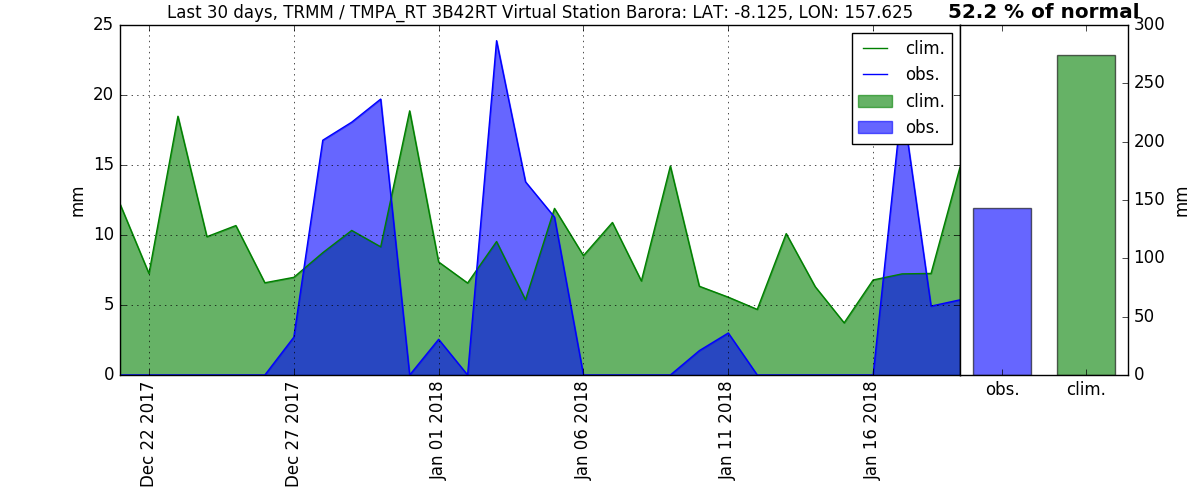 Last 30 days, TRMM / TMPA_RT 3B42RT Virtual Station Barora: LAT: -8.125, LON: 157.625
52.2 % of normal
25
20
15
10
5
0
mm
clim.
obs.
clim.
obs.
300
250
200
150
100
50
0
mm
Dec 22 2017
Dec 27 2017
Jan 01 2018
Jan 06 2018
Jan 11 2018
Jan 16 2018
obs.
clim.